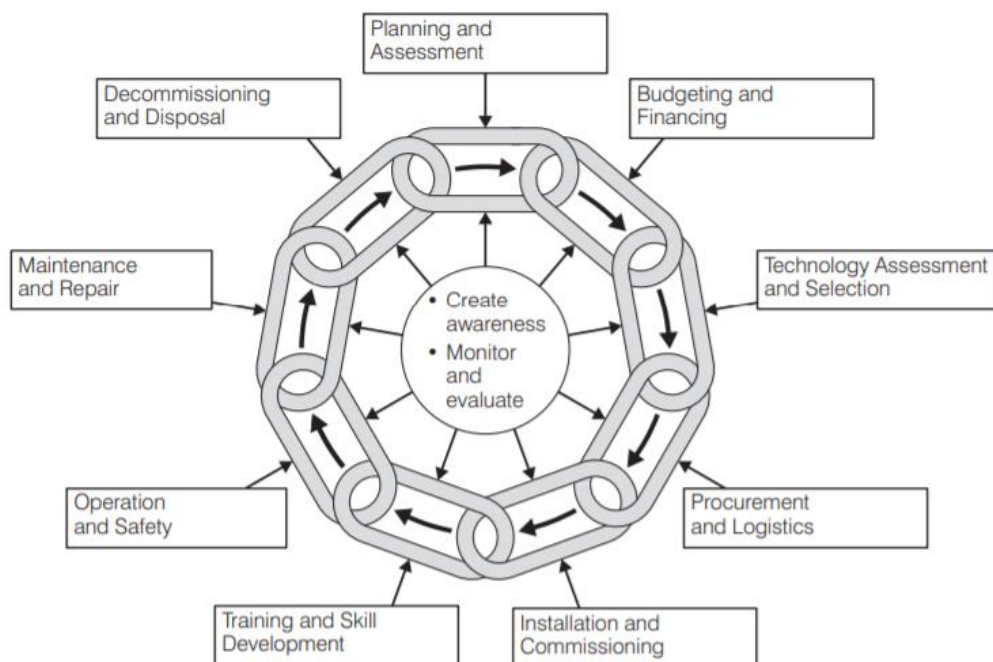 Planning and
Assessment
Decommissioning
and Disposal
Budgeting and
Financing
Maintenance
and Repair
• Create
awareness
• Monitor
and
evaluate
Technology Assessment
and Selection
Operation
and Safety
Procurement
and Logistics
Training and Skill
Development
Installation and
Commissioning